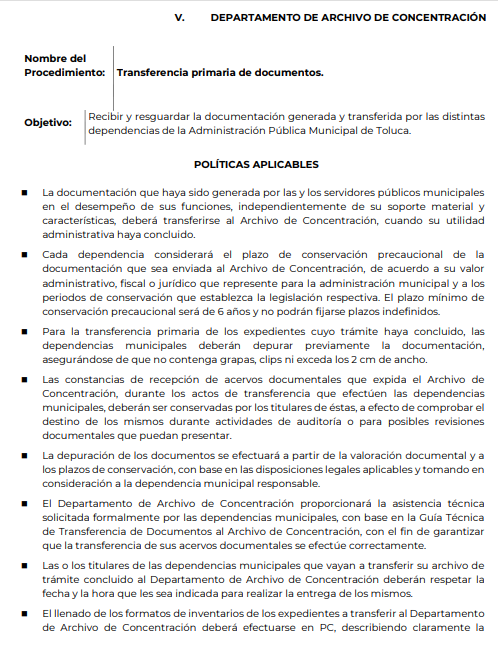 V. DEPARTAMENTO DE ARCHIVO DE CONCENTRACIÓN
Nombre del
Procedimiento: Transferencia primaria de documentos.
Objetivo: Recibir y resguardar la documentación generada y transferida por las distintas
dependencias de la Administración Pública Municipal de Toluca.
POLÍTICAS APLICABLES
▪ La documentación que haya sido generada por las y los servidores públicos municipales
en el desempeño de sus funciones, independientemente de su soporte material y
características, deberá transferirse al Archivo de Concentración, cuando su utilidad
administrativa haya concluido.
▪ Cada dependencia considerará el plazo de conservación precaucional de la
documentación que sea enviada al Archivo de Concentración, de acuerdo a su valor
administrativo, fiscal o jurídico que represente para la administración municipal y a los
periodos de conservación que establezca la legislación respectiva. El plazo mínimo de
conservación precaucional será de 6 años y no podrán fijarse plazos indefinidos.
▪ Para la transferencia primaria de los expedientes cuyo trámite haya concluido, las
dependencias municipales deberán depurar previamente la documentación,
asegurándose de que no contenga grapas, clips ni exceda los 2 cm de ancho.
▪ Las constancias de recepción de acervos documentales que expida el Archivo de
Concentración, durante los actos de transferencia que efectúen las dependencias
municipales, deberán ser conservadas por los titulares de éstas, a efecto de comprobar el
destino de los mismos durante actividades de auditoría o para posibles revisiones
documentales que puedan presentar.
▪ La depuración de los documentos se efectuará a partir de la valoración documental y a
los plazos de conservación, con base en las disposiciones legales aplicables y tomando en
consideración a la dependencia municipal responsable.
▪ El Departamento de Archivo de Concentración proporcionará la asistencia técnica
solicitada formalmente por las dependencias municipales, con base en la Guía Técnica
de Transferencia de Documentos al Archivo de Concentración, con el fin de garantizar
que la transferencia de sus acervos documentales se efectúe correctamente.
▪ Las o los titulares de las dependencias municipales que vayan a transferir su archivo de
trámite concluido al Departamento de Archivo de Concentración deberán respetar la
fecha y la hora que les sea indicada para realizar la entrega de los mismos.
▪ El llenado de los formatos de inventarios de los expedientes a transferir al Departamento
de Archivo de Concentración deberá efectuarse en PC, describiendo claramente la